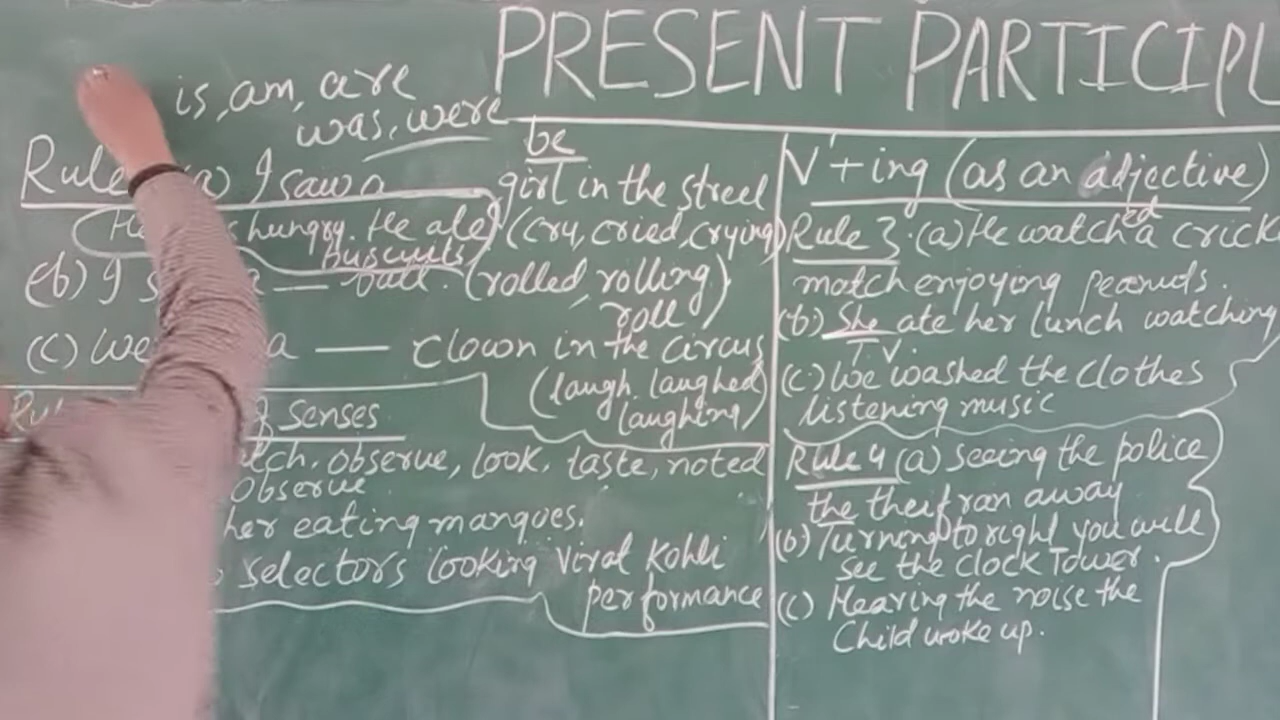 PRESENT PARTICIPL
is, am, are
was, were
be
Rule (a) I saw a girl in the street
hungry. He ate (cry, cried, crying)
(b) I a — ball. (rolled, rolling,
roll)
(c) We a — clown in the circus
(laugh, laughed
laughing)
of senses
observe, look, taste, noted
observe
her eating mangoes.
selectors looking Virat Kohli
performance
V'+ing (as an adjective)
Rule 3. (a) He watched a crick
match enjoying peanuts.
(b) She ate her lunch watching
T.V.
(c) We washed the clothes
listening music
Rule 4 (a) Seeing the police
the theif ran away
(b) Turning to right you will
see the Clock Tower.
(c) Hearing the noise the
Child woke up.